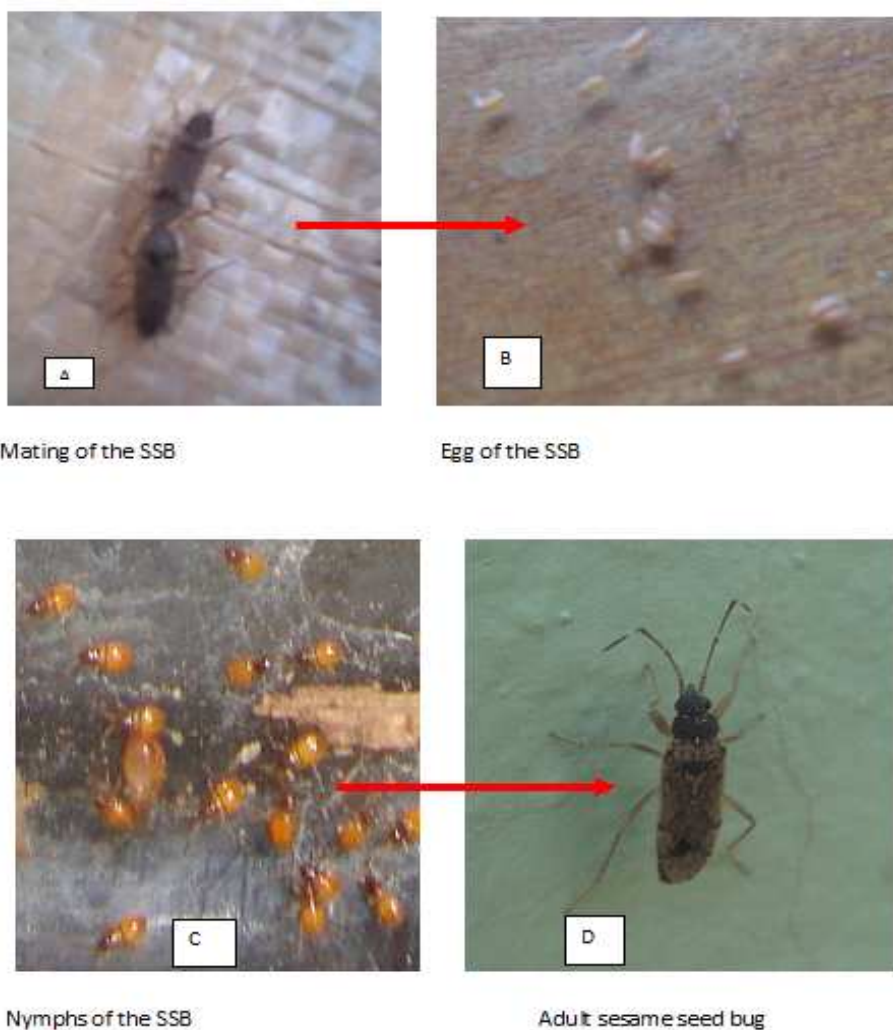 A
B
Mating of the SSB
Egg of the SSB
C
D
Nymphs of the SSB
Adult sesame seed bug